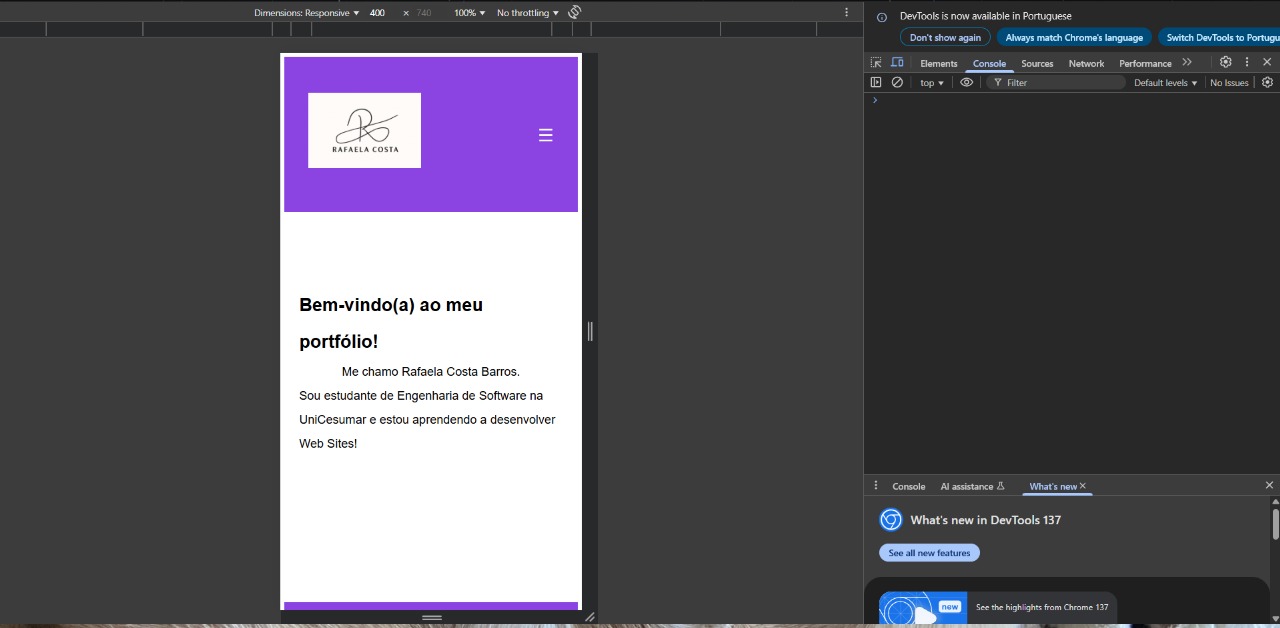 Dimensions: Responsive ▼ 400 × 740 100% ▼ No throttling ▼
DevTools is now available in Portuguese
Don't show again Always match Chrome's language Switch DevTools to Portugu
Elements Console Sources Network Performance
top ▼ Filter Default levels ▼ No Issues
RAFAELA COSTA
Bem-vindo(a) ao meu
portfólio!
Me chamo Rafaela Costa Barros.
Sou estudante de Engenharia de Software na
UniCesumar e estou aprendendo a desenvolver
Web Sites!
Console AI assistance What's new
What's new in DevTools 137
See all new features
new See the highlights from Chrome 137